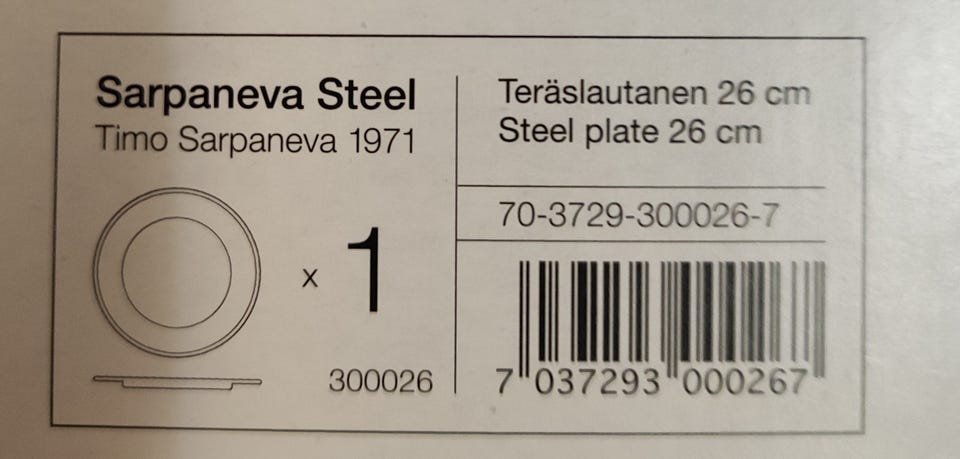 Sarpaneva Steel
Timo Sarpaneva 1971
x 1
300026
Teräslautanen 26 cm
Steel plate 26 cm
70-3729-300026-7
7 037293 000267